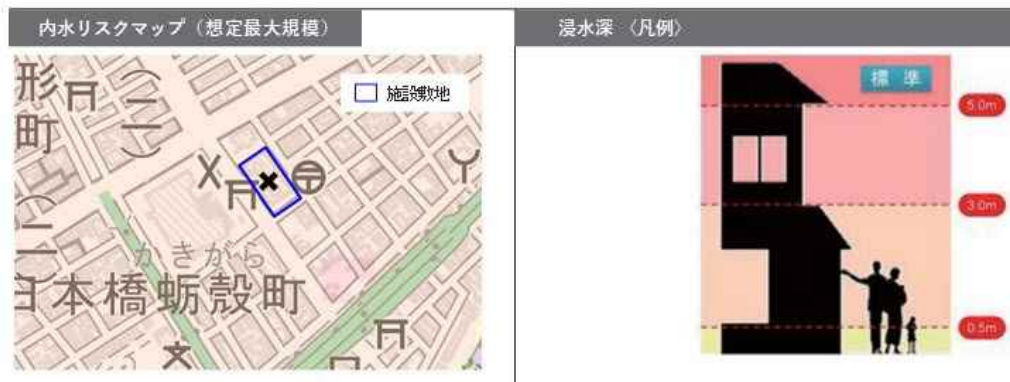 内水リスクマップ（想定最大規模）
浸水深 〈凡例〉
施設敷地
標 準
形町
（二）
（二）
かきがら
日本橋蛎殻町
5.0m
3.0m
0.5m